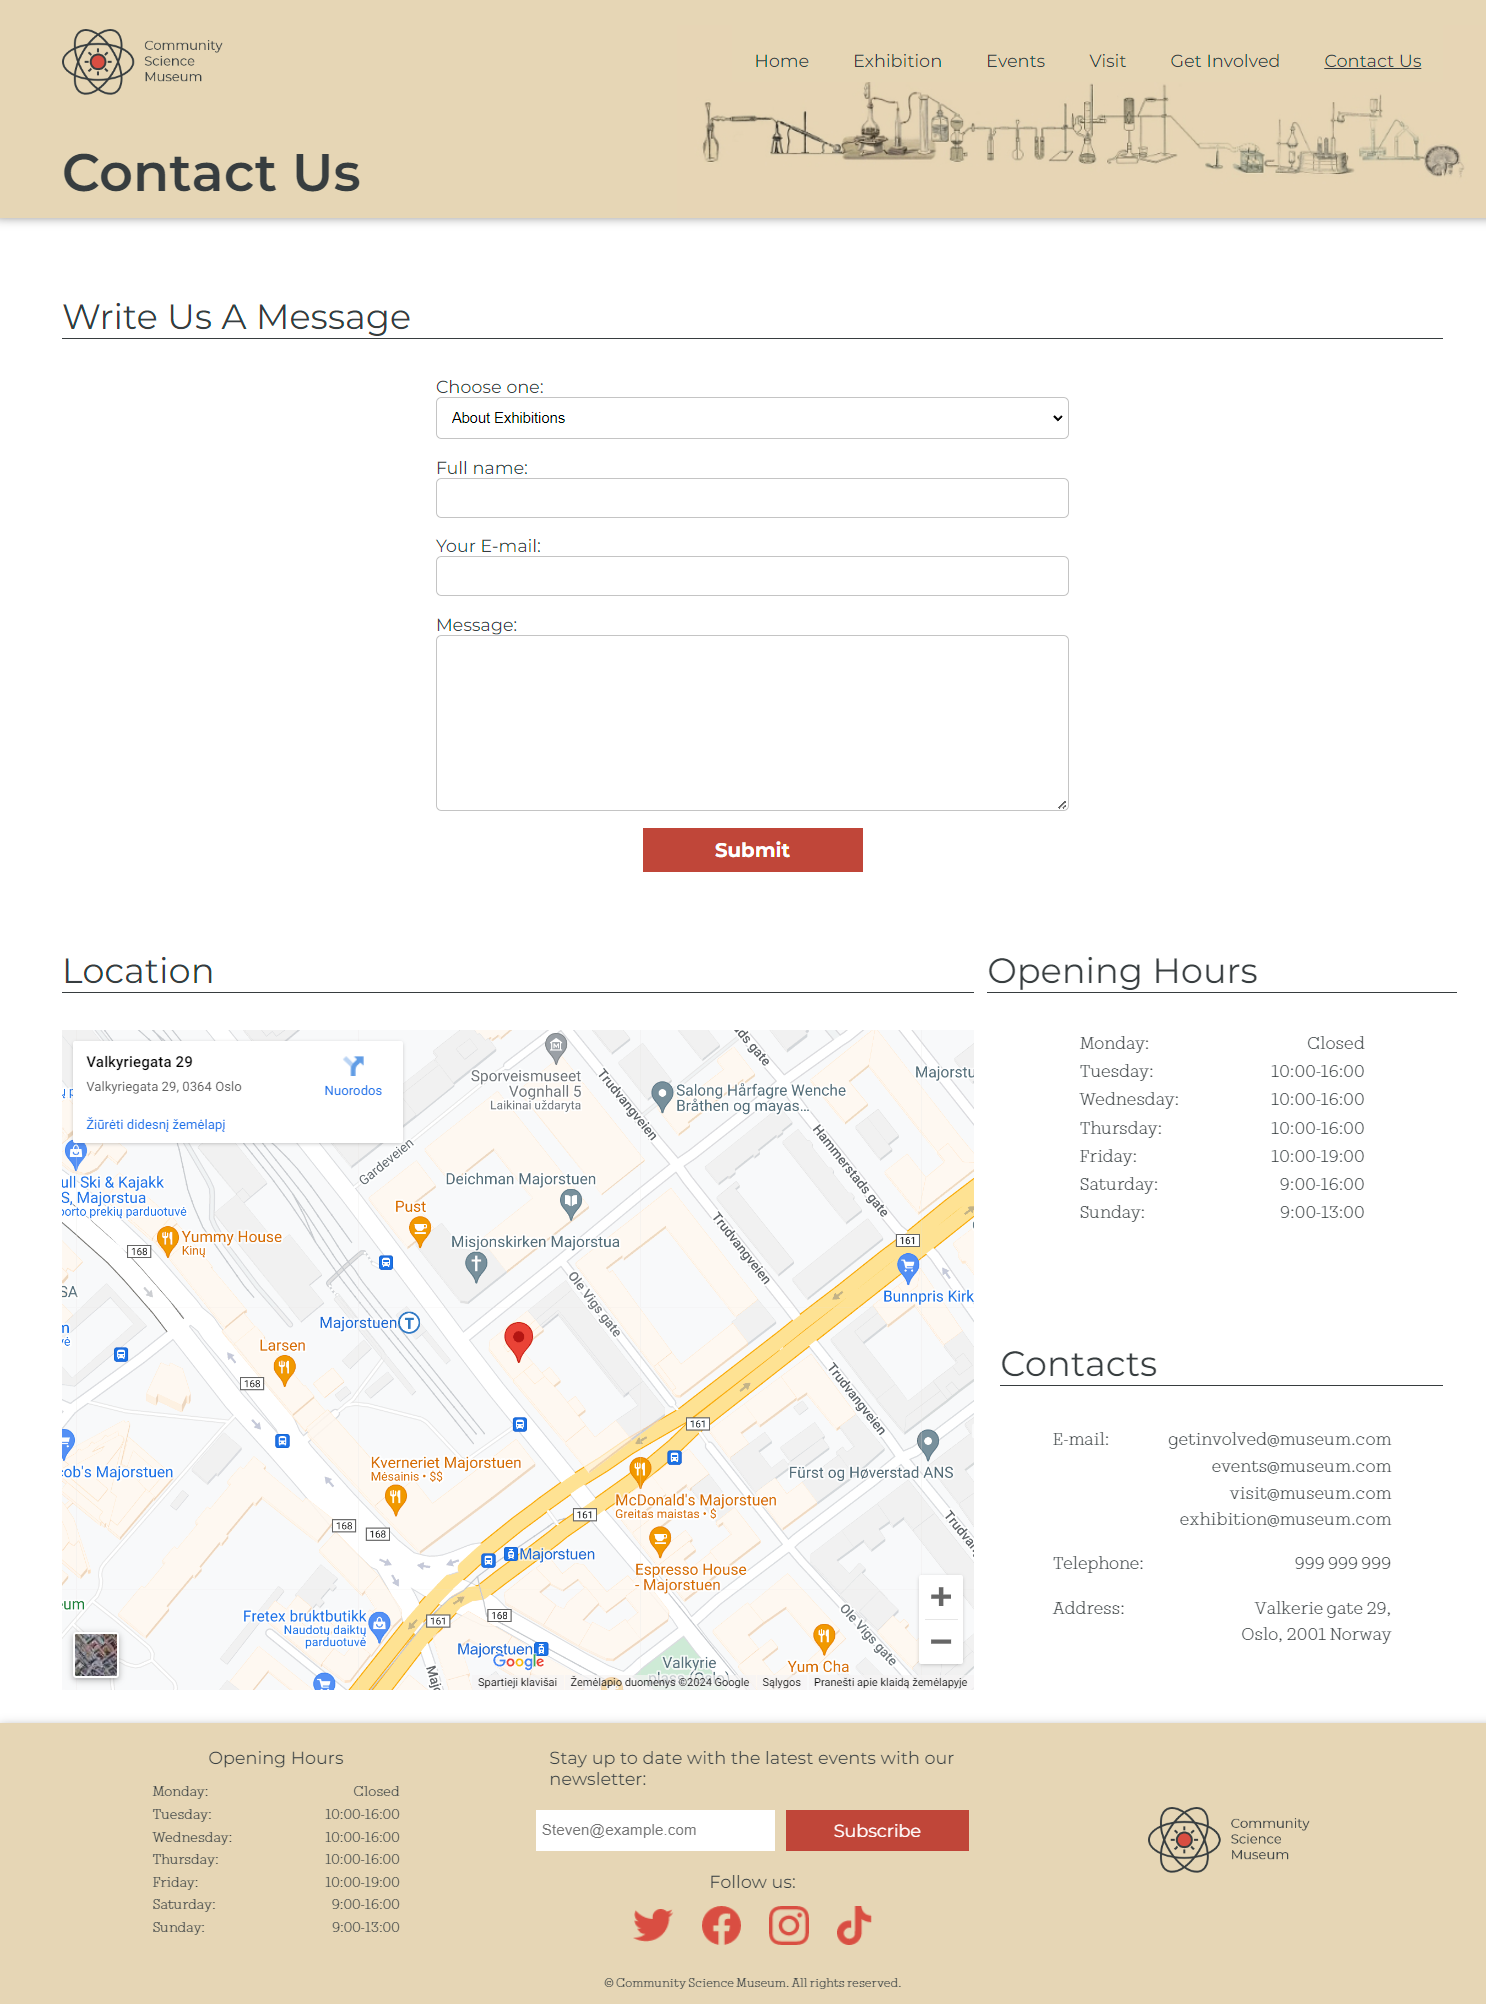 Community
Science
Museum
Home
Exhibition
Events
Visit
Get Involved
Contact Us
Contact Us
Write Us A Message
Choose one:
About Exhibitions
Full name:
Your E-mail:
Message:
Submit
Location
Valkyriegata 29
Valkyriegata 29, 0364 Oslo
Nuorodos
Žiūrėti didesnį žemėlapį
Sporveismuseet
Vognhall 5
Laikinai uždaryta
Trudvangveien
Salong Hårfagre Wenche
Bråthen og mayas...
Majorstu
Hammerstads gate
Gardeveien
ull Ski & Kajakk
S, Majorstua
porto prekių parduotuvė
Deichman Majorstuen
Pust
Yummy House
Kinų
168
Misjonskirken Majorstua
Trudvangveien
161
Bunnpris Kirk
Ole Vigs gate
Majorstuen
Larsen
168
Trudvangveien
161
Kverneriet Majorstuen
Mėsainis • $$
ob's Majorstuen
Fürst og Høverstad ANS
McDonald's Majorstuen
Greitas maistas • $
161
168
168
Majorstuen
Espresso House
- Majorstuen
Fretex bruktbutikk
Naudotų daiktų
parduotuvė
161
168
Majorstuen
Ole Vigs gate
Valkyrie
Yum Cha
Google
Spartieji klavišai
Žemėlapio duomenys ©2024 Google
Sąlygos
Pranešti apie klaidą žemėlapyje
Opening Hours
Monday: Closed
Tuesday: 10:00-16:00
Wednesday: 10:00-16:00
Thursday: 10:00-16:00
Friday: 10:00-19:00
Saturday: 9:00-16:00
Sunday: 9:00-13:00
Contacts
E-mail: getinvolved@museum.com
events@museum.com
visit@museum.com
exhibition@museum.com
Telephone: 999 999 999
Address: Valkerie gate 29,
Oslo, 2001 Norway
Opening Hours
Monday: Closed
Tuesday: 10:00-16:00
Wednesday: 10:00-16:00
Thursday: 10:00-16:00
Friday: 10:00-19:00
Saturday: 9:00-16:00
Sunday: 9:00-13:00
Stay up to date with the latest events with our
newsletter:
Steven@example.com
Subscribe
Follow us:
Community
Science
Museum
© Community Science Museum. All rights reserved.